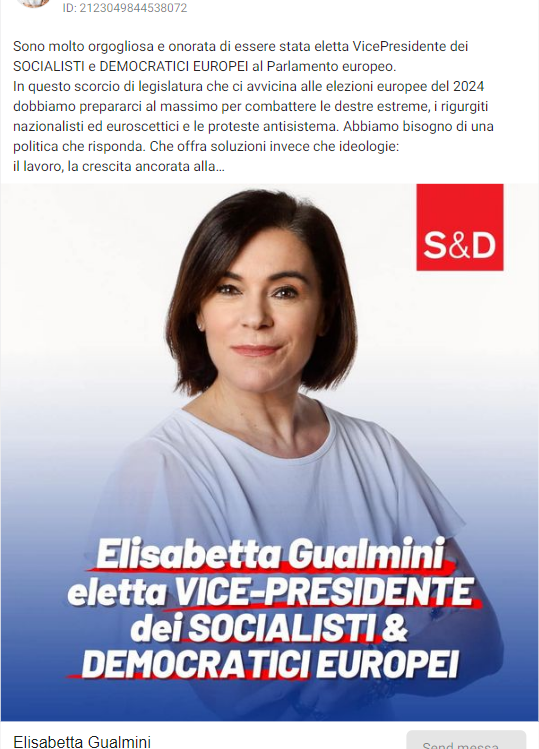 ID: 2123049844538072
Sono molto orgogliosa e onorata di essere stata eletta VicePresidente dei
SOCIALISTI e DEMOCRATICI EUROPEI al Parlamento europeo.
In questo scorcio di legislatura che ci avvicina alle elezioni europee del 2024
dobbiamo prepararci al massimo per combattere le destre estreme, i rigurgiti
nazionalisti ed euroscettici e le proteste antisistema. Abbiamo bisogno di una
politica che risponda. Che offra soluzioni invece che ideologie:
il lavoro, la crescita ancorata alla...
S&D
Elisabetta Gualmini
eletta VICE-PRESIDENTE
dei SOCIALISTI &
DEMOCRATICI EUROPEI
Elisabetta Gualmini
Send messa...